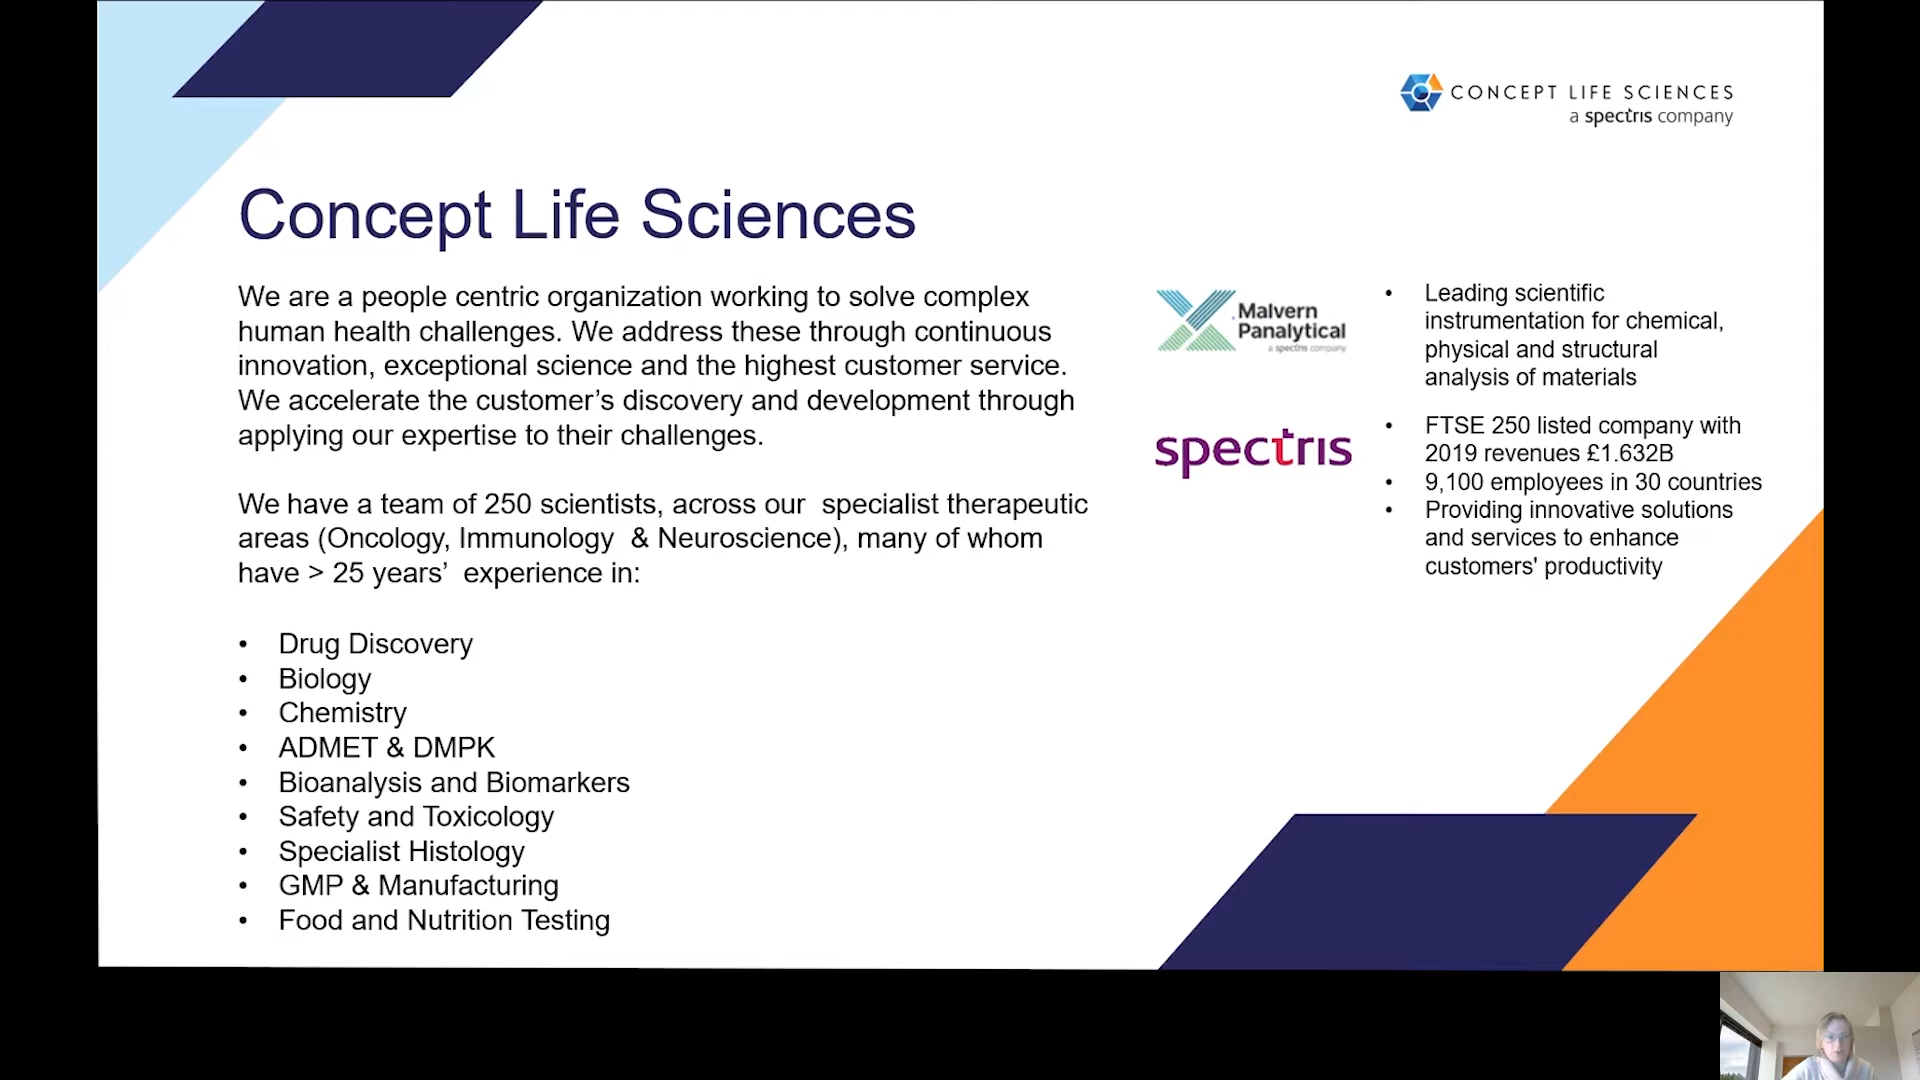 CONCEPT LIFE SCIENCES
a spectris company
Concept Life Sciences
We are a people centric organization working to solve complex
human health challenges. We address these through continuous
innovation, exceptional science and the highest customer service.
We accelerate the customer’s discovery and development through
applying our expertise to their challenges.
We have a team of 250 scientists, across our specialist therapeutic
areas (Oncology, Immunology & Neuroscience), many of whom
have > 25 years’ experience in:
• Drug Discovery
• Biology
• Chemistry
• ADMET & DMPK
• Bioanalysis and Biomarkers
• Safety and Toxicology
• Specialist Histology
• GMP & Manufacturing
• Food and Nutrition Testing
Malvern
Panalytical
a spectris company
• Leading scientific
instrumentation for chemical,
physical and structural
analysis of materials
spectris
• FTSE 250 listed company with
2019 revenues £1.632B
• 9,100 employees in 30 countries
• Providing innovative solutions
and services to enhance
customers' productivity